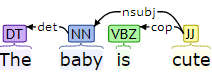 nsubj
det cop
DT NN VBZ JJ
The baby is cute